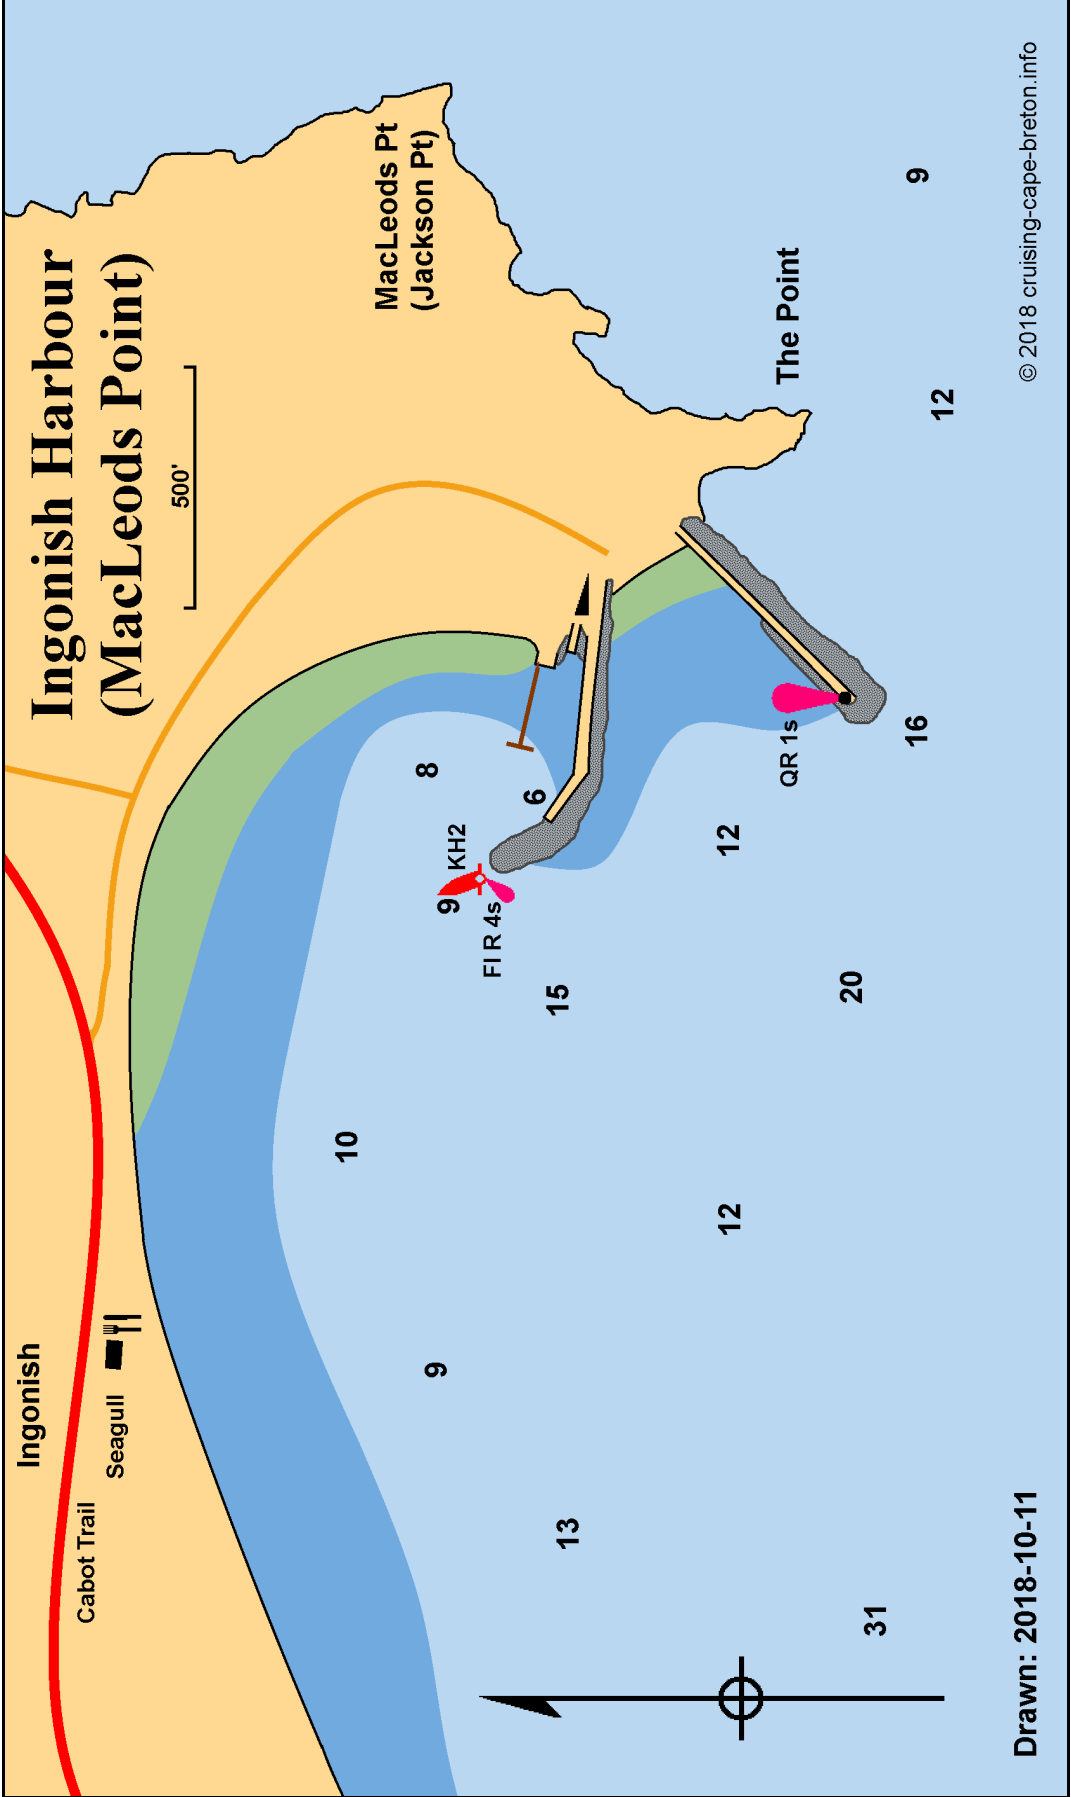 Ingonish Harbour
(MacLeods Point)
500'
Ingonish
Cabot Trail
Seagull
MacLeods Pt
(Jackson Pt)
The Point
10
9
8
6
KH2
9
Fl R 4s
15
13
12
12
QR 1s
31
20
16
12
9
Drawn: 2018-10-11
© 2018 cruising-cape-breton.info